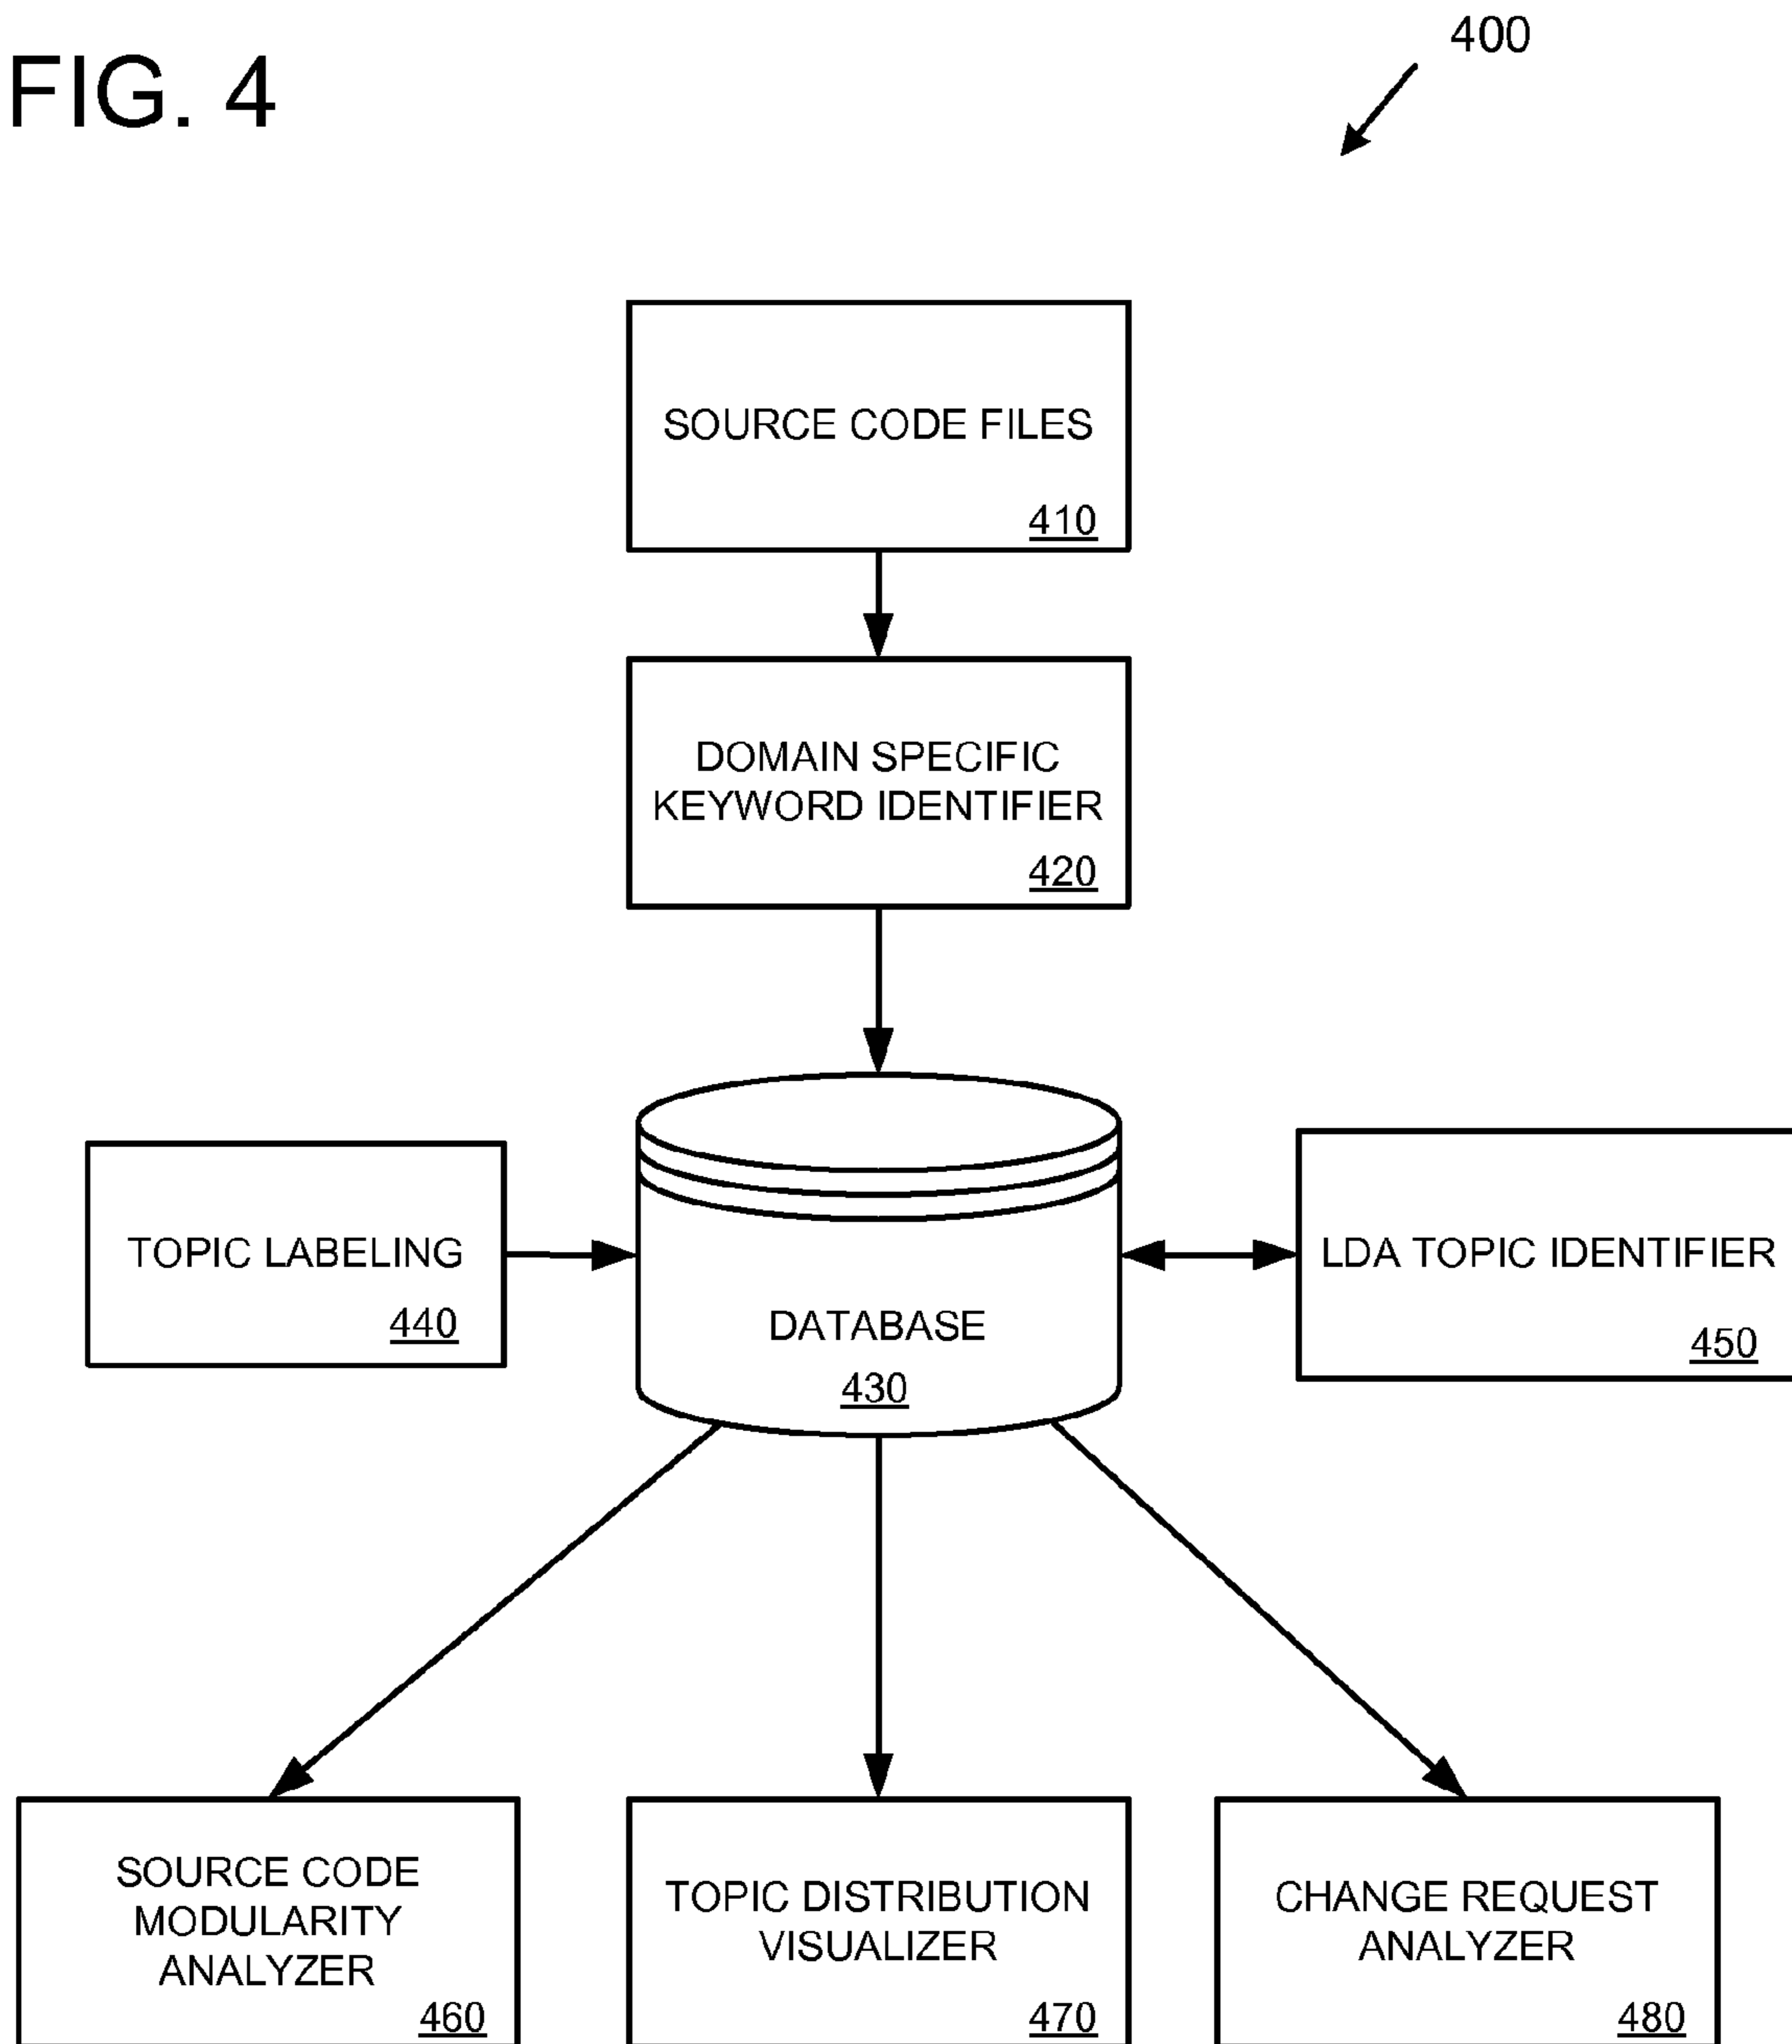 FIG. 4
400
SOURCE CODE FILES
410
DOMAIN SPECIFIC
KEYWORD IDENTIFIER
420
TOPIC LABELING
440
DATABASE
430
LDA TOPIC IDENTIFIER
450
SOURCE CODE
MODULARITY
ANALYZER
460
TOPIC DISTRIBUTION
VISUALIZER
470
CHANGE REQUEST
ANALYZER
480